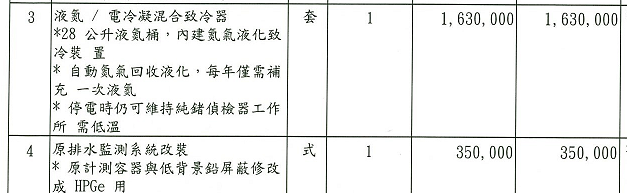 3 液氮 / 電冷凝混合致冷器 套 1 1,630,000 1,630,000
*28 公升液氮桶，內建氮氣液化致
冷裝 置
* 自動氮氣回收液化，每年僅需補
充 一次液氮
* 停電時仍可維持純鍺偵檢器工作
所 需低溫
4 原排水監測系統改裝 式 1 350,000 350,000
* 原計測容器與低背景鉛屏蔽修改
成 HPGe 用